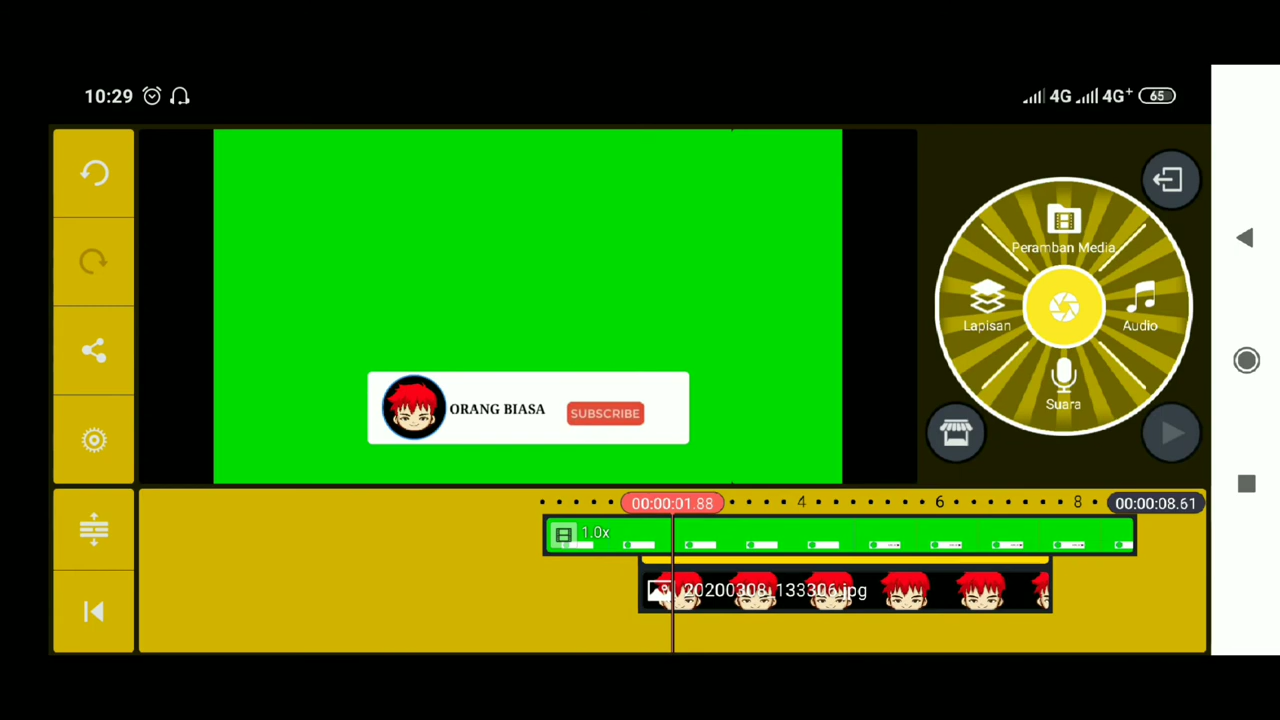 10:29
4G 4G+ 65
Peramban Media
Lapisan
Audio
Suara
ORANG BIASA
SUBSCRIBE
00:00:01.88
4
6
8
00:00:08.61
1.0x
20200308_133306.jpg